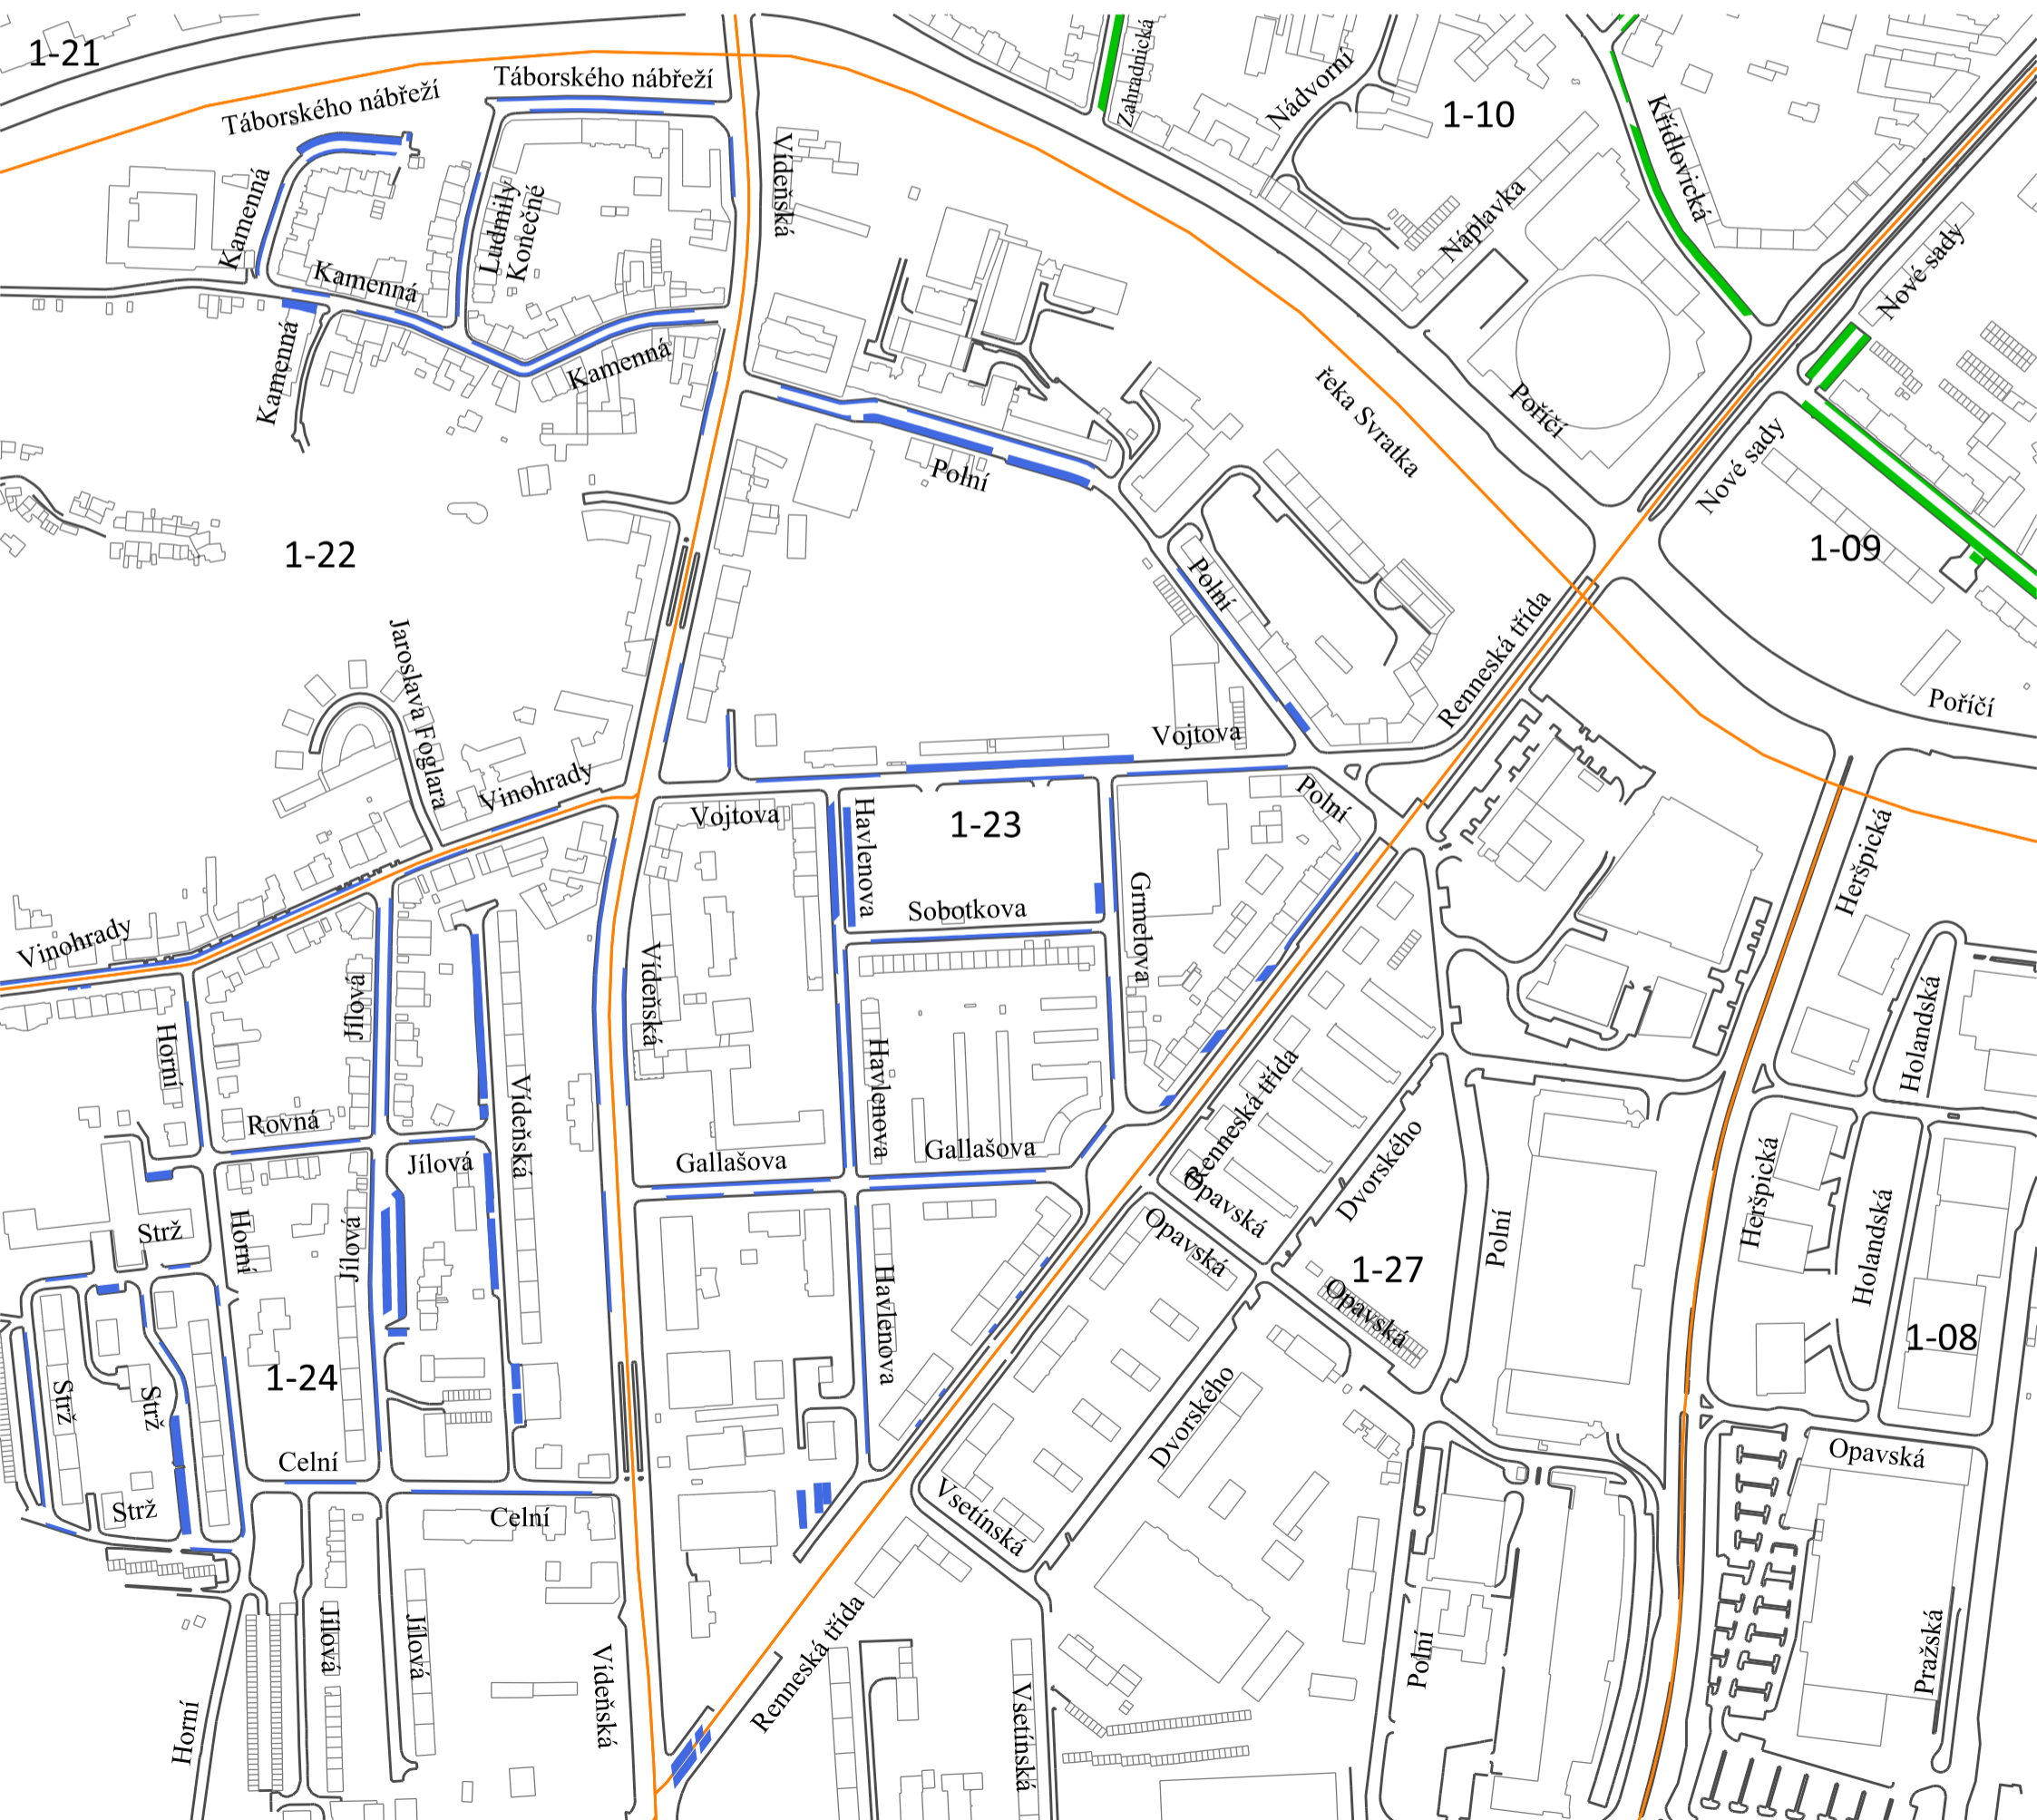 1-21
Táborského nábřeží
Táborského nábřeží
Zahradnická
Nádvorní
1-10
Křídlovická
Vídeňská
Kamenná
Ludmily
Konečné
Náplavka
Nové sady
Kamenná
Kamenná
Kamenná
řeka Svratka
Poříčí
Nové sady
Polní
1-22
1-09
Polní
Renneská třída
Jaroslava Foglara
Poříčí
Vojtova
Vinohrady
Vojtova
Havlenova
1-23
Polní
Heršpická
Sobotkova
Grmelova
Vinohrady
Vídeňská
Jílová
Holandská
Horní
Havlenova
Vídeňská
Renneská třída
Rovná
Jílová
Gallašova
Gallašova
Dvorského
Heršpická
Opavská
Strž
Horní
Jílová
Opavská
Polní
Holandská
1-27
Havlenova
Opavská
1-08
1-24
Strž
Strž
Dvorského
Celní
Opavská
Strž
Celní
Vsetínská
Jílová
Jílová
Vídeňská
Renneská třída
Polní
Pražská
Horní
Vsetínská